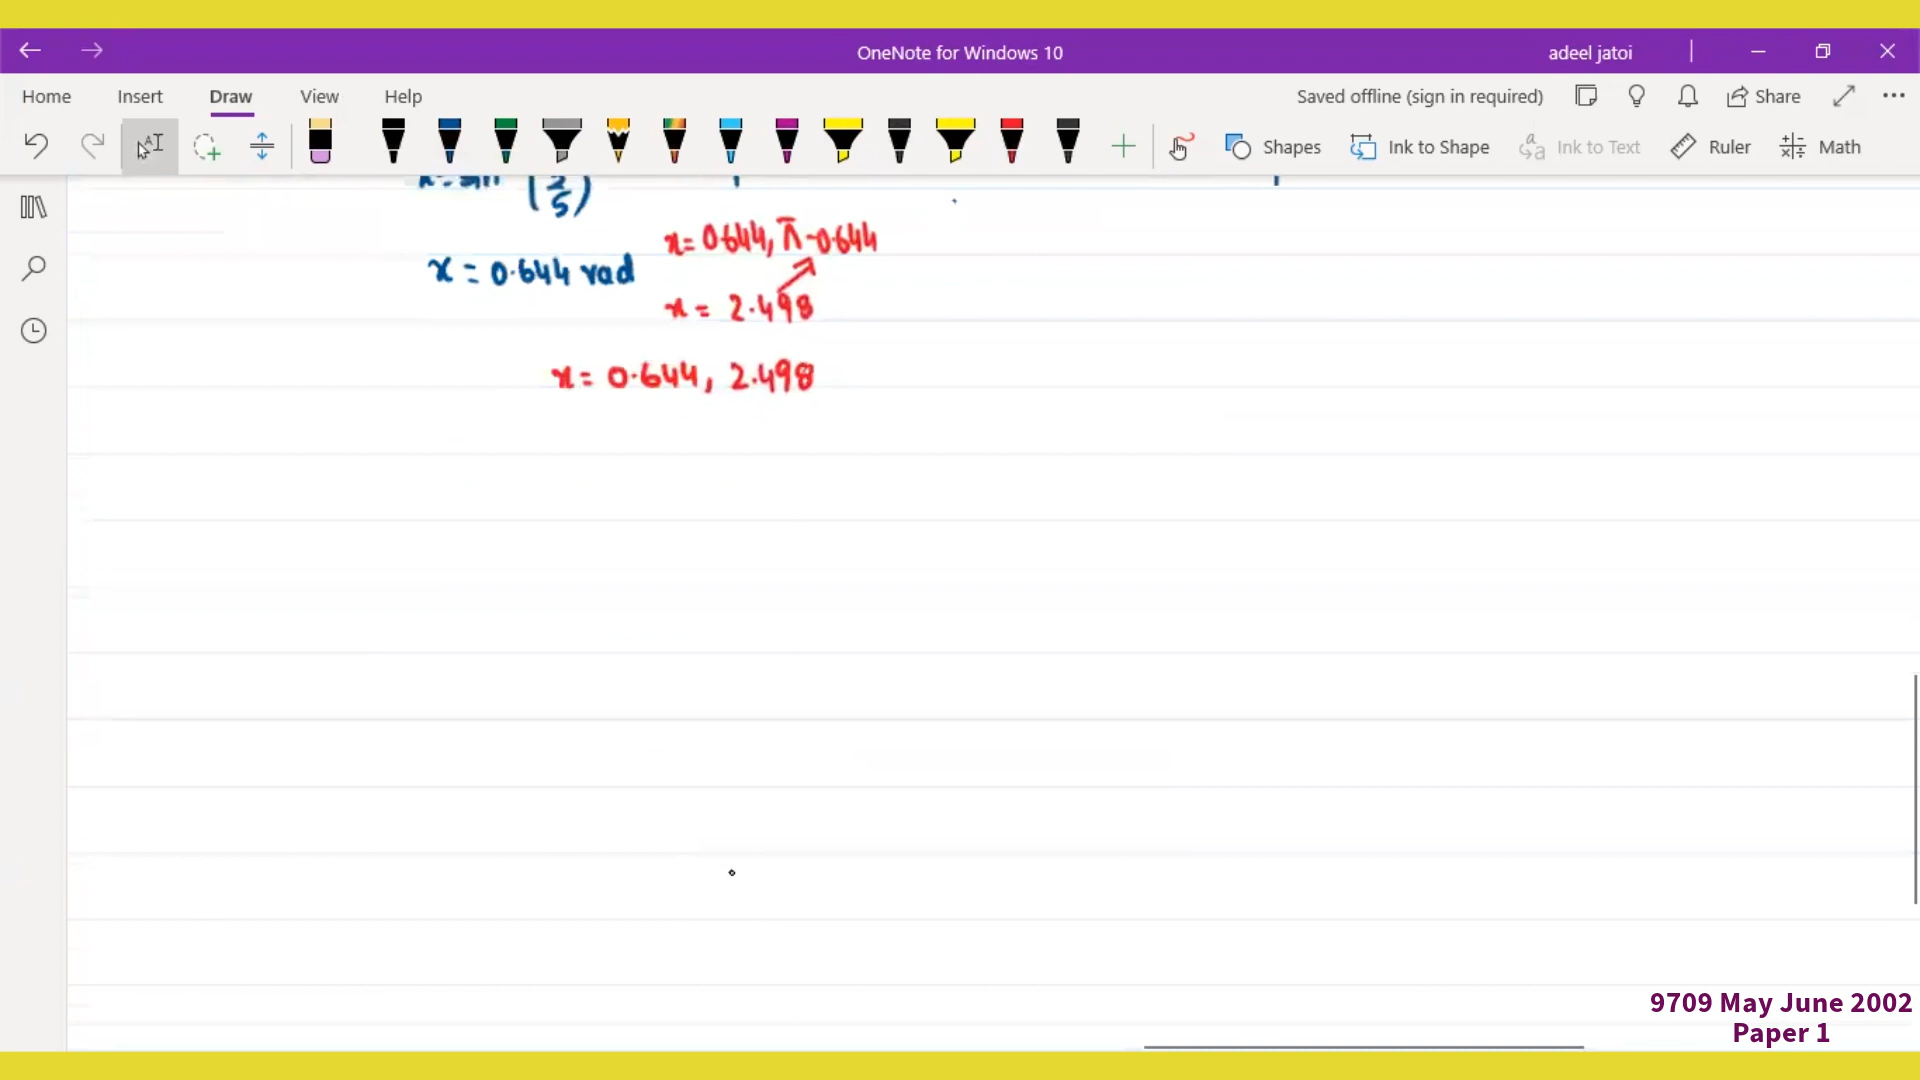 OneNote for Windows 10
adeel jatoi
Home Insert Draw View Help
Saved offline (sign in required)
Share
Shapes
Ink to Shape
Ink to Text
Ruler
Math
x = 0.644, π - 0.644
x = 0.644 rad
x = 2.498
x = 0.644, 2.498
9709 May June 2002
Paper 1